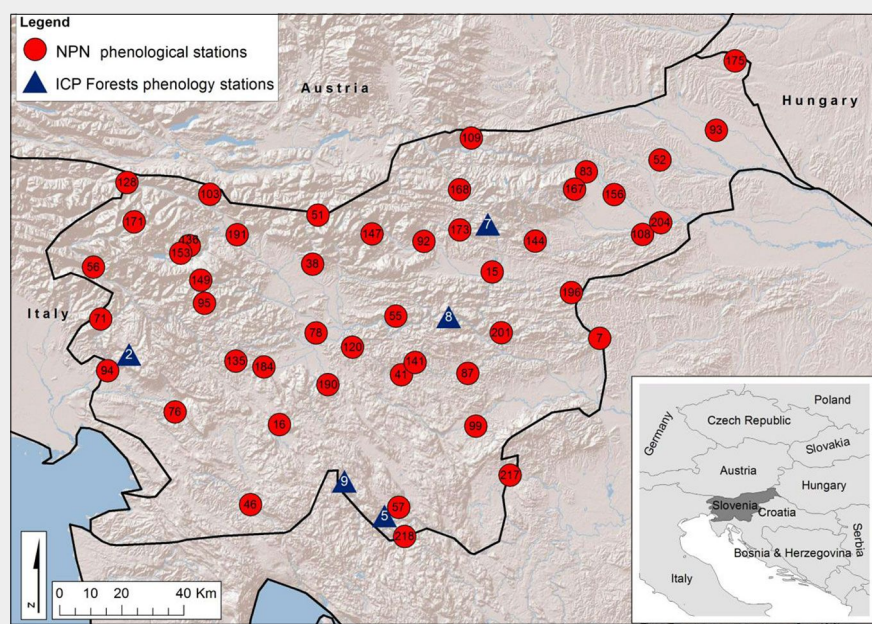 Legend
NPN phenological stations
ICP Forests phenology stations
Austria
Hungary
Italy
175
93
109
52
83
128
168
167
156
103
171
51
204
191
147
173
7
108
136
92
144
153
56
38
15
149
196
95
71
55
8
78
201
7
120
2
135
141
94
184
41
87
190
76
16
99
217
9
46
57
5
218
N
0 10 20 40 Km
Germany
Poland
Czech Republic
Slovakia
Austria
Hungary
Slovenia
Croatia
Serbia
Bosnia & Herzegovina
Italy